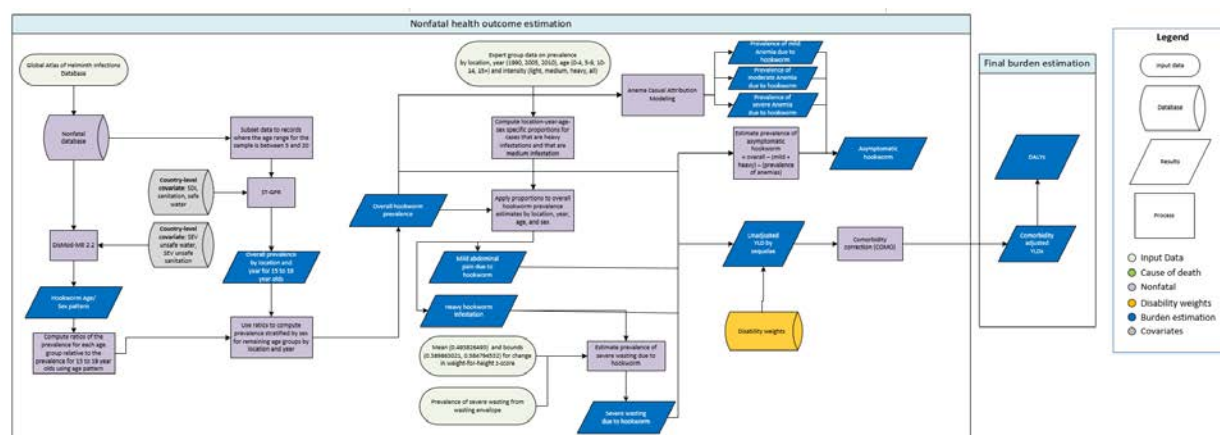 Nonfatal health outcome estimation
Global Atlas of Helminth Infections
Database
Nonfatal
Database
Subset data to records
where the age range for the
sample is between 5 and 20
Country-level
covariate: SDI,
sanitation, safe
water
ST-GPR
DisMod-MR 2.2
Country-level
covariate: SEV
unsafe water,
SEV unsafe
sanitation
Overall prevalence
by location and
year for 15 to 19
year olds
Hookworm Age/
Sex pattern
Compute ratios of the
prevalence for each age
group relative to the
prevalence for 15 to 19 year
olds using age pattern
Use ratios to compute
prevalence stratified by sex
for remaining age groups by
location and year
Overall hookworm
prevalence
Expert group data on prevalence
by location, year (1990, 2005, 2010), age (0-4, 5-9, 10-
14, 15+) and intensity (light, medium, heavy, all)
Compute location-year-age-
sex specific proportions for
cases that are heavy
infestations and that are
medium infestation
Apply proportions to overall
hookworm prevalence
estimates by location, year,
age, and sex
Mild abdominal
pain due to
hookworm
Heavy hookworm
infestation
for change
in weight-for-height z-score
Prevalence of severe wasting from
wasting envelope
Estimate prevalence of
severe wasting due to
hookworm
Severe wasting
due to hookworm
Anemia Casual Attribution
Modeling
Prevalence of mild
Anemia due to
hookworm
Prevalence of
moderate Anemia
due to hookworm
Prevalence of
severe Anemia
due to hookworm
Estimate prevalence of
asymptomatic
hookworm
= overall – (mild +
heavy) – (prevalence
of anemias)
Asymptomatic
hookworm
Unadjusted
YLD by
sequelae
Disability weights
Comorbidity
correction (COMO)
Final burden estimation
DALYs
Comorbidity
adjusted
YLDs
Legend
Input data
Database
Results
Process
Input Data
Cause of death
Nonfatal
Disability weights
Burden estimation
Covariates